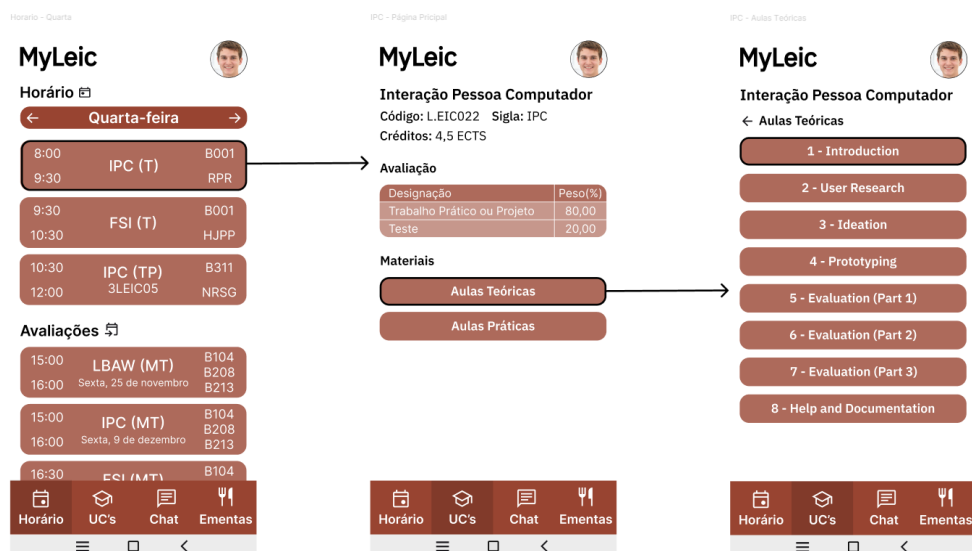 Horario - Quarta
MyLeic
Horário
Quarta-feira
8:00
IPC (T)
B001
9:30
RPR
9:30
FSI (T)
B001
10:30
HJPP
10:30
IPC (TP)
B311
12:00
3LEIC05
NRSG
Avaliações
15:00
LBAW (MT)
B104
B208
16:00
Sexta, 25 de novembro
B213
15:00
IPC (MT)
B104
B208
16:00
Sexta, 9 de dezembro
B213
16:30
FSI (MT)
B104
Horário
UC's
Chat
Ementas
IPC - Página Pricipal
MyLeic
Interação Pessoa Computador
Código: L.EIC022 Sigla: IPC
Créditos: 4,5 ECTS
Avaliação
Designação Peso(%)
Trabalho Prático ou Projeto 80,00
Teste 20,00
Materiais
Aulas Teóricas
Aulas Práticas
Horário
UC's
Chat
Ementas
IPC - Aulas Teóricas
MyLeic
Interação Pessoa Computador
Aulas Teóricas
1 - Introduction
2 - User Research
3 - Ideation
4 - Prototyping
5 - Evaluation (Part 1)
6 - Evaluation (Part 2)
7 - Evaluation (Part 3)
8 - Help and Documentation
Horário
UC's
Chat
Ementas